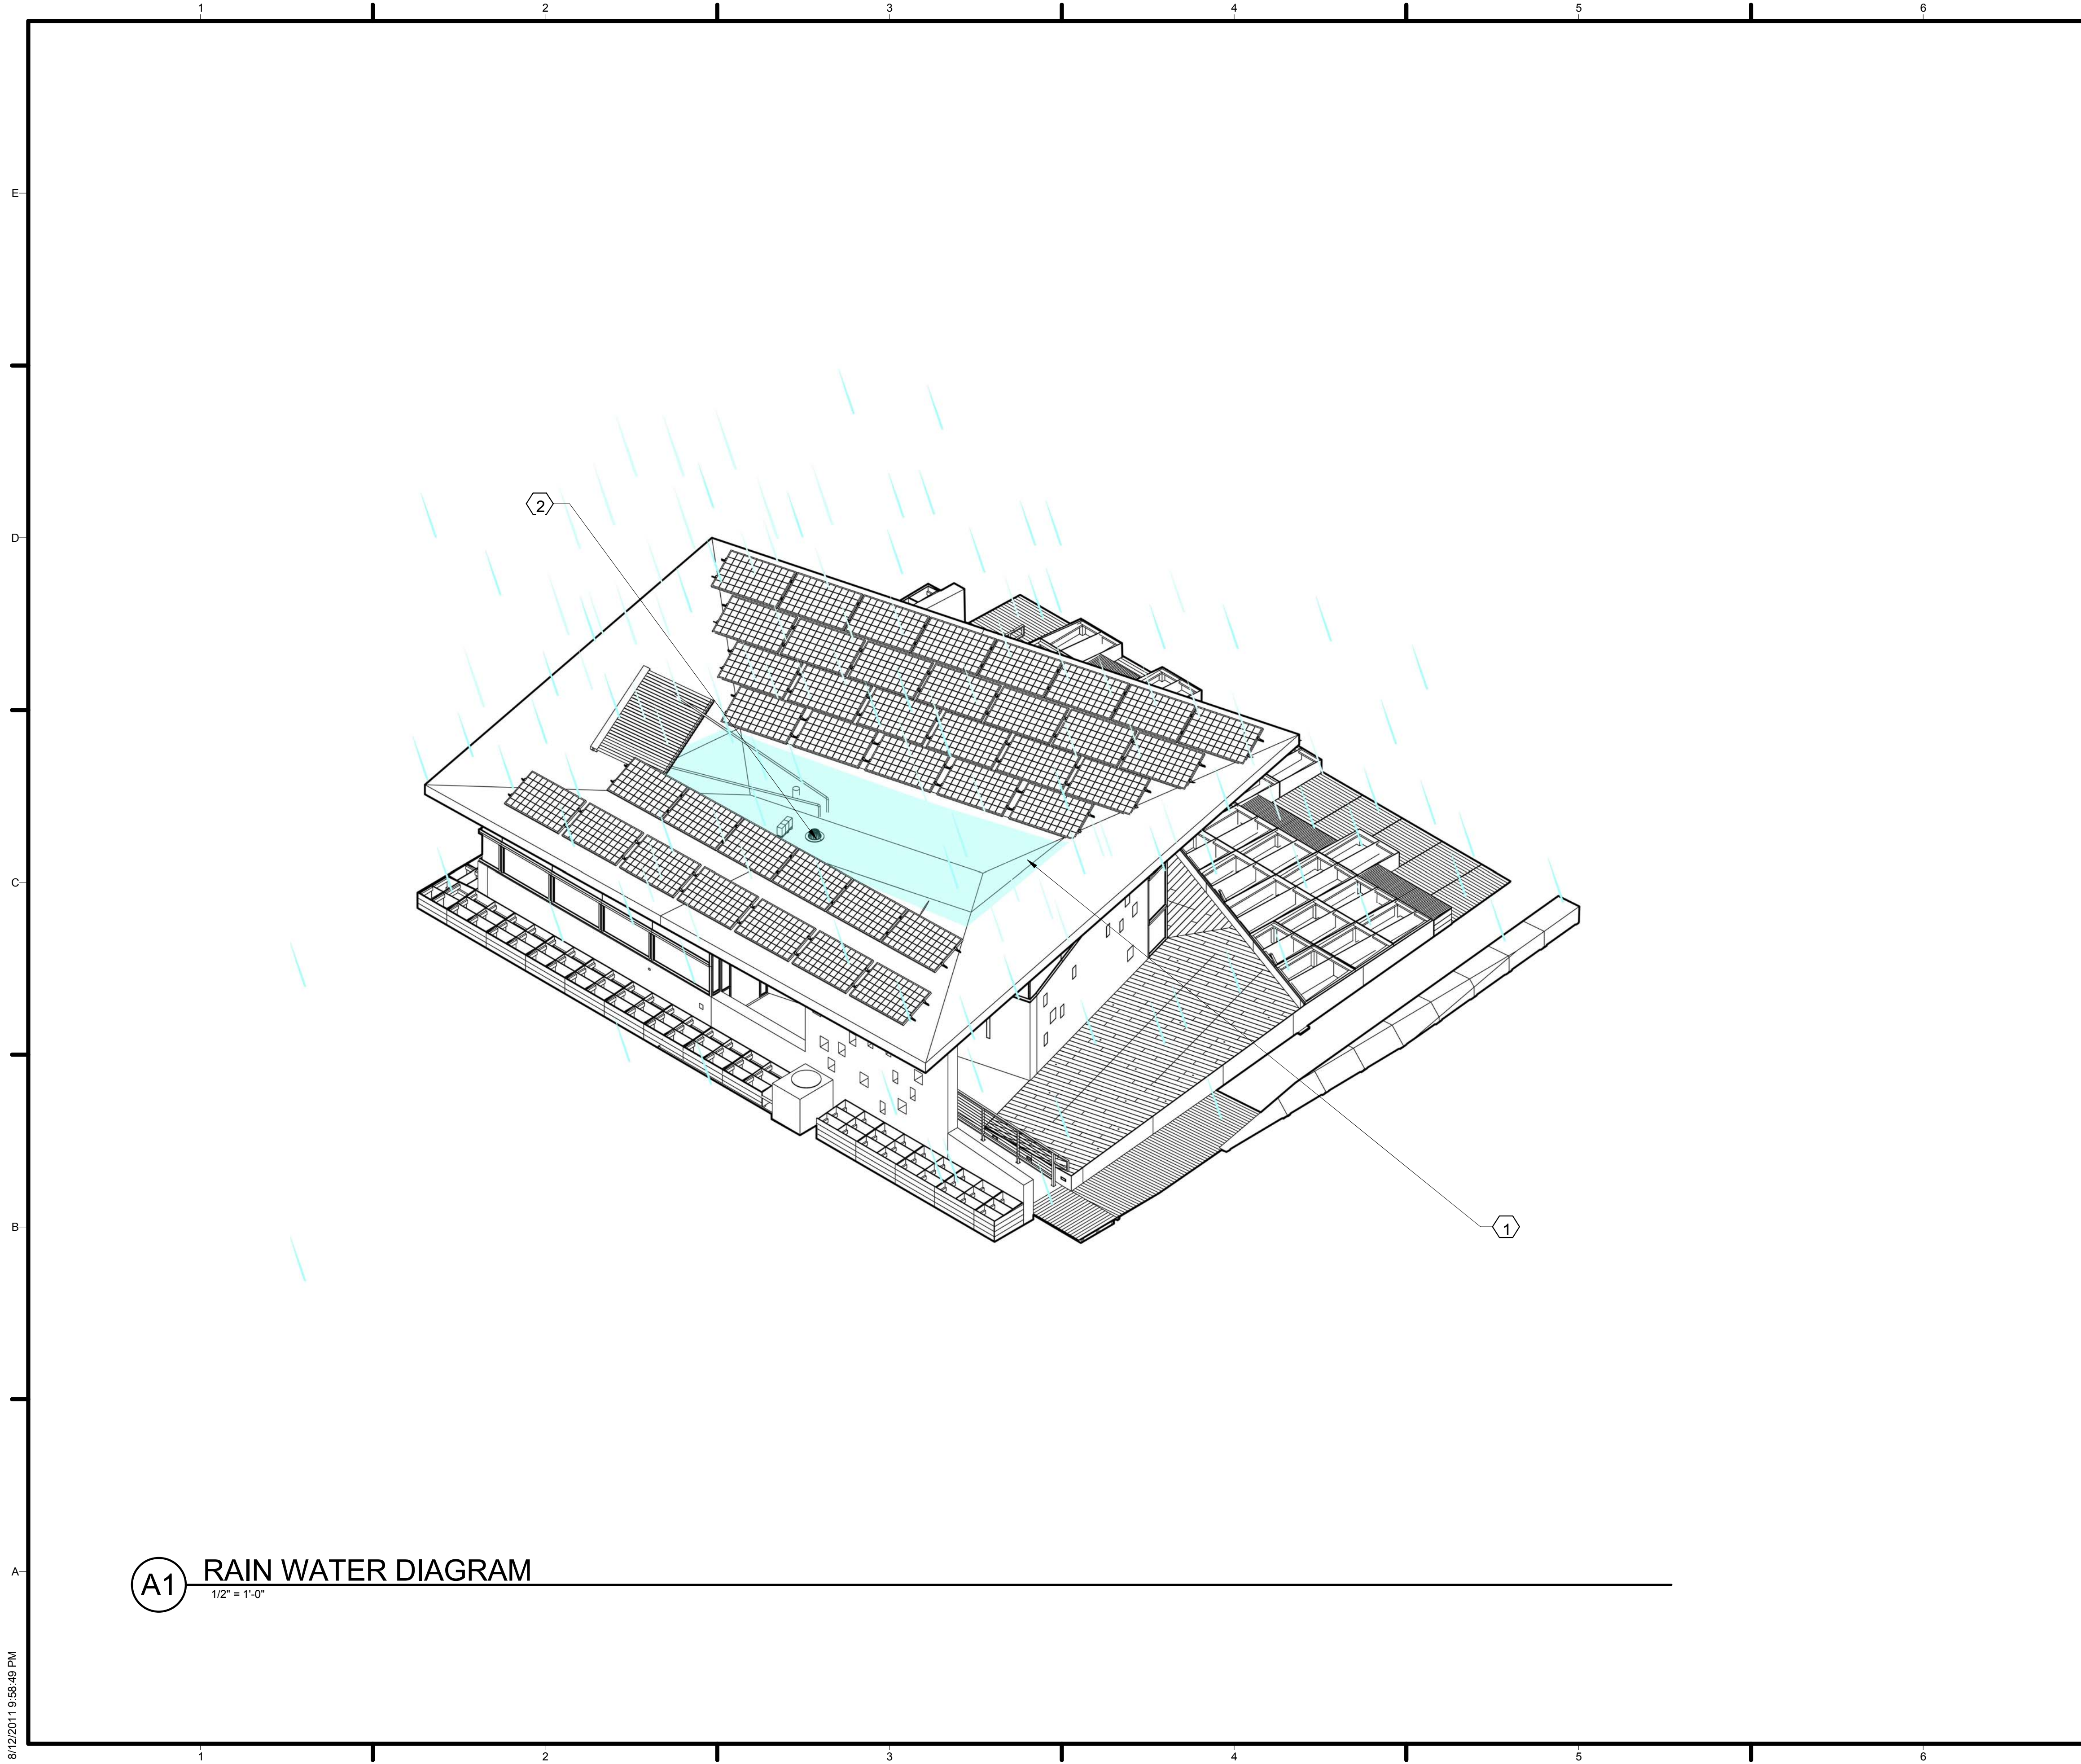 1 2 3 4 5 6
E
2
D
C
1
B
A
A1 RAIN WATER DIAGRAM
1/2" = 1'-0"
8/12/2011 9:58:49 PM
1 2 3 4 5 6